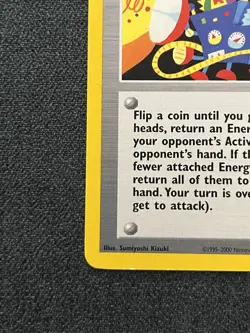 Flip a coin until you g
heads, return an Ener
your opponent's Activ
opponent's hand. If th
fewer attached Energ
return all of them to
hand. Your turn is ove
get to attack).
Illus. Sumiyoshi Kizuki
©1995-2000 Ninten